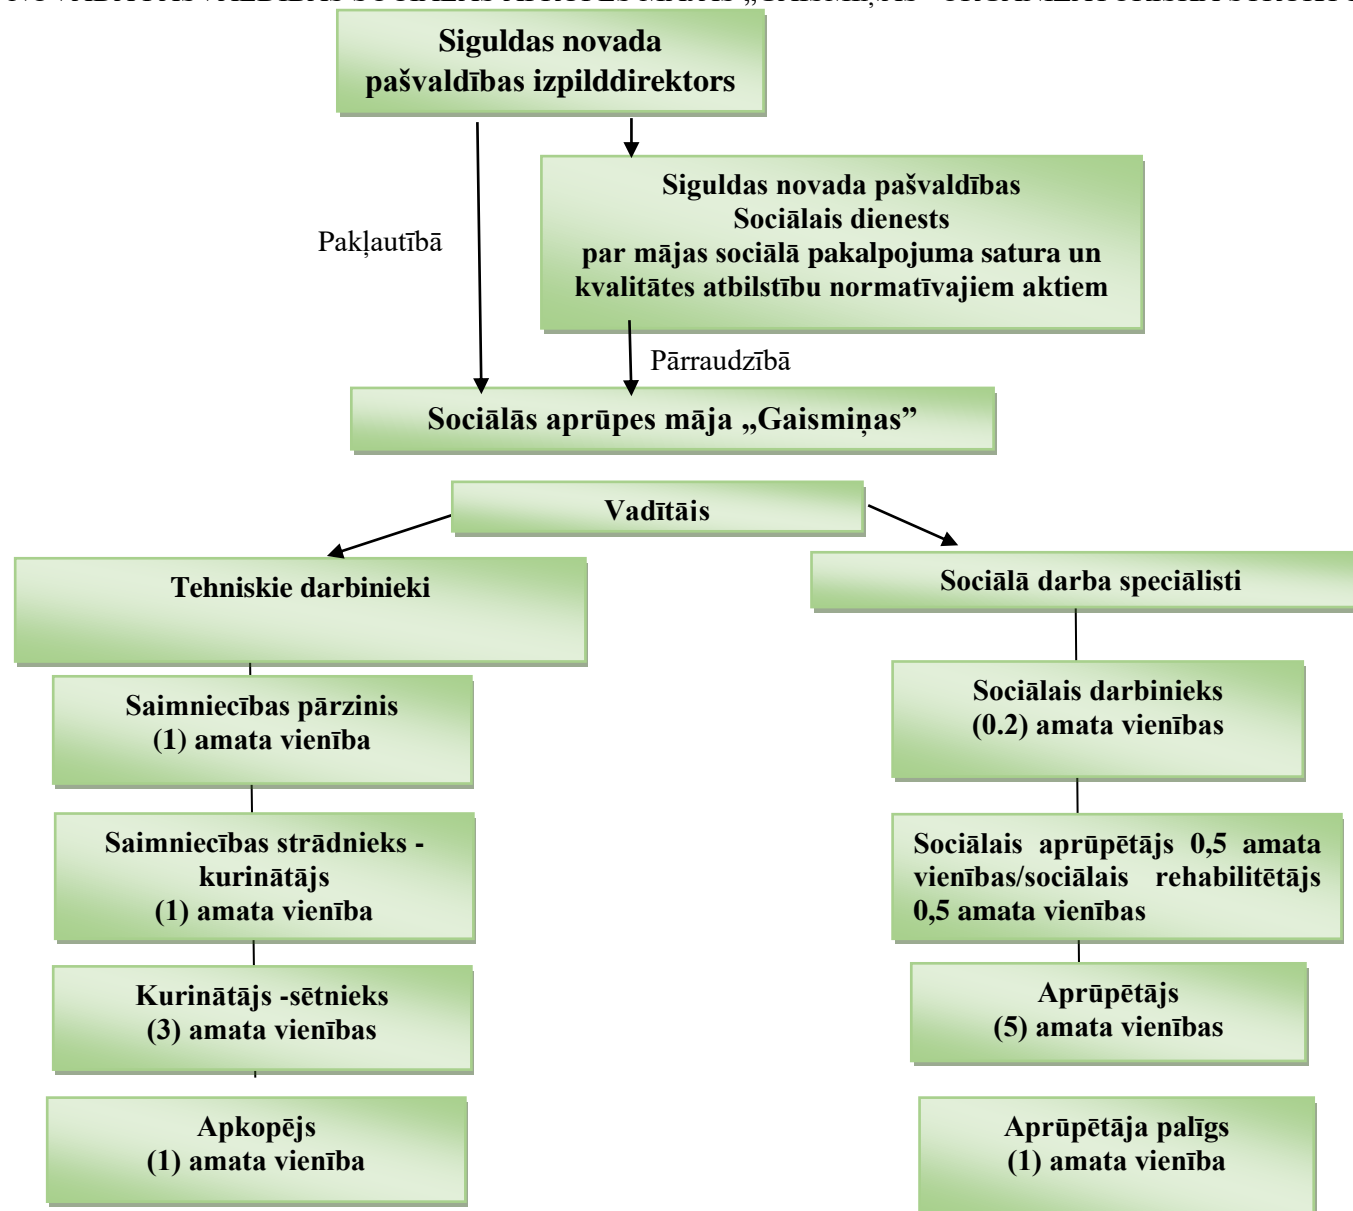 Siguldas novada
pašvaldības izpilddirektors
Siguldas novada pašvaldības
Sociālais dienests
par mājas sociālā pakalpojuma satura un
kvalitātes atbilstību normatīvajiem aktiem
Pakļautībā
Pārraudzībā
Sociālās aprūpes māja „Gaismiņas”
Vadītājs
Tehniskie darbinieki
Sociālā darba speciālisti
Saimniecības pārzinis
(1) amata vienība
Sociālais darbinieks
(0.2) amata vienības
Saimniecības strādnieks -
kurinātājs
(1) amata vienība
Sociālais aprūpētājs 0,5 amata
vienības/sociālais rehabilitētājs
0,5 amata vienības
Kurinātājs -sētnieks
(3) amata vienības
Aprūpētājs
(5) amata vienības
Apkopējs
(1) amata vienība
Aprūpētāja palīgs
(1) amata vienība